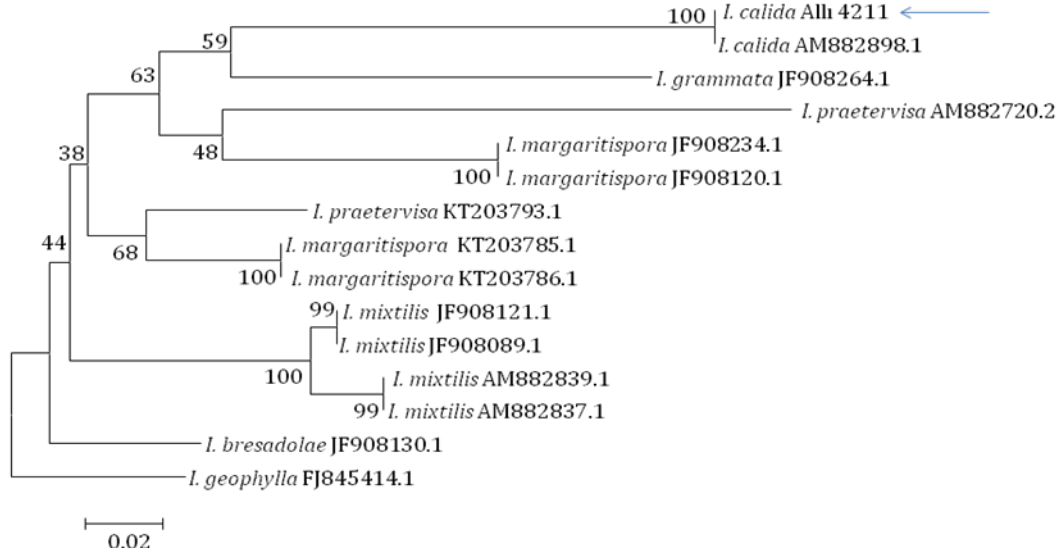 100 I. calida Allı 4211
I. calida AM882898.1
59
63
I. grammata JF908264.1
I. praetervisa AM882720.2
38
48
I. margaritispora JF908234.1
100 I. margaritispora JF908120.1
I. praetervisa KT203793.1
44
68
I. margaritispora KT203785.1
100 I. margaritispora KT203786.1
99 I. mixtilis JF908121.1
I. mixtilis JF908089.1
100
I. mixtilis AM882839.1
99 I. mixtilis AM882837.1
I. bresadolae JF908130.1
I. geophylla FJ845414.1
0.02